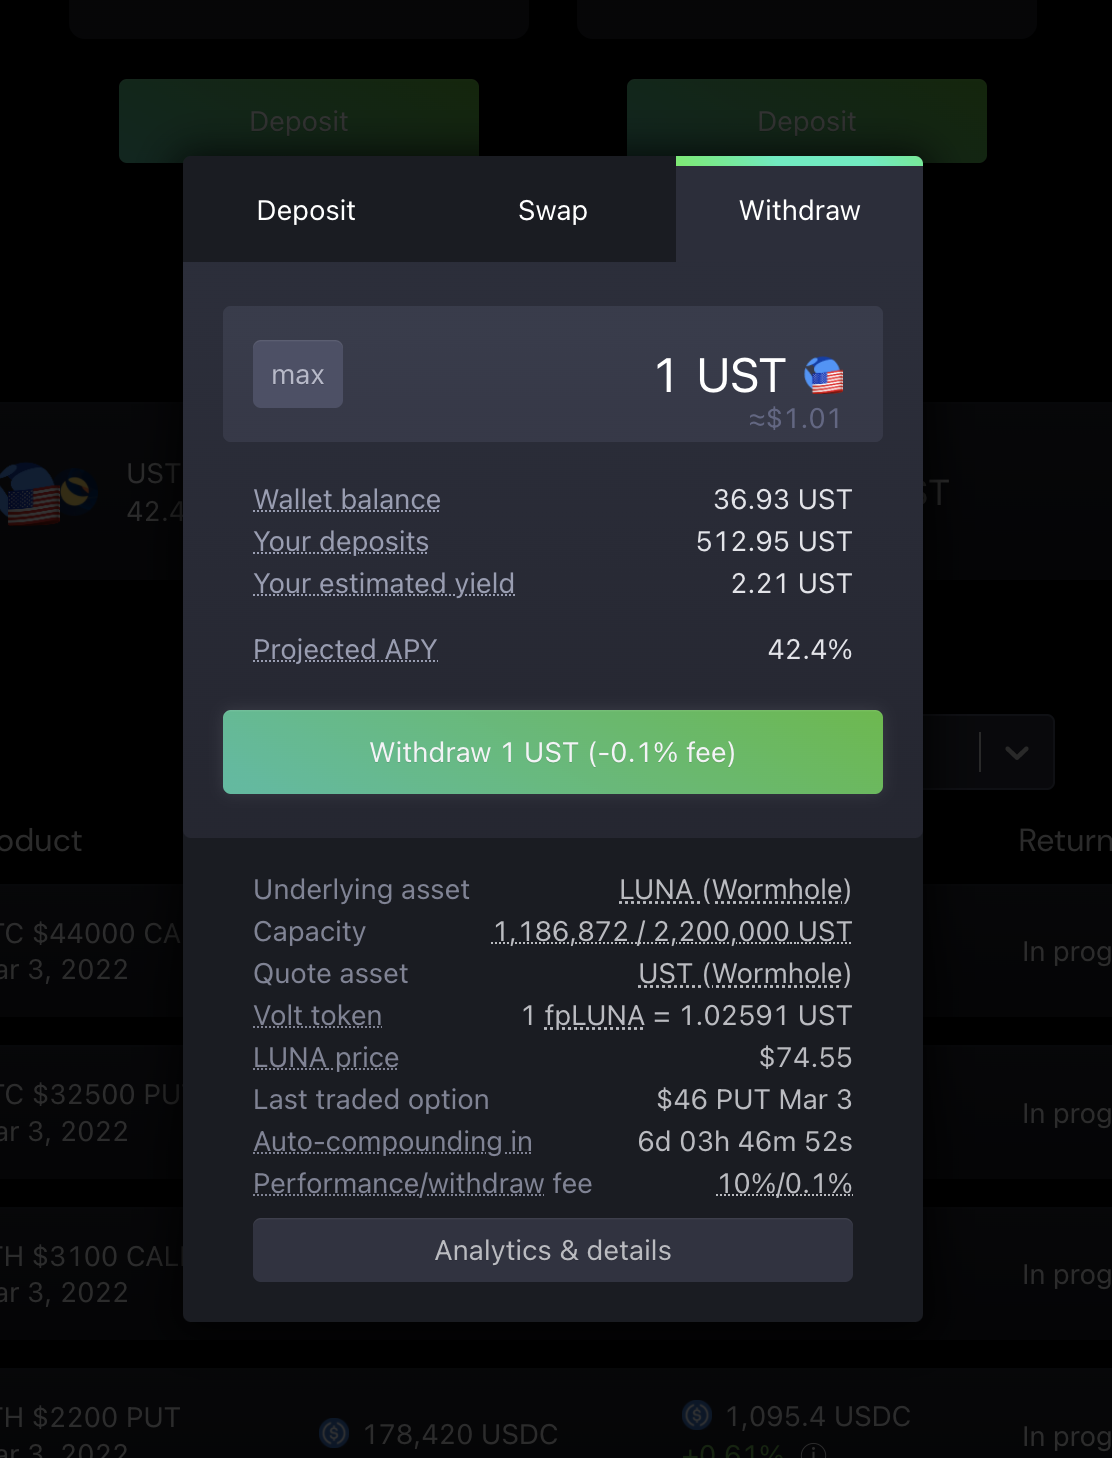 Deposit Deposit
Deposit Swap Withdraw
max 1 UST
≈$1.01
UST
42.4
ST
Wallet balance 36.93 UST
Your deposits 512.95 UST
Your estimated yield 2.21 UST
Projected APY 42.4%
Withdraw 1 UST (-0.1% fee)
oduct Return
Underlying asset LUNA (Wormhole)
Capacity 1,186,872 / 2,200,000 UST
Quote asset UST (Wormhole)
Volt token 1 fpLUNA = 1.02591 UST
LUNA price $74.55
Last traded option $46 PUT Mar 3
Auto-compounding in 6d 03h 46m 52s
Performance/withdraw fee 10%/0.1%
Analytics & details
TC $44000 CA
ar 3, 2022
In prog
TC $32500 PU
ar 3, 2022
In prog
TH $3100 CALL
ar 3, 2022
In prog
TH $2200 PUT
ar 3, 2022
178,420 USDC
1,095.4 USDC
+0.61%
In prog